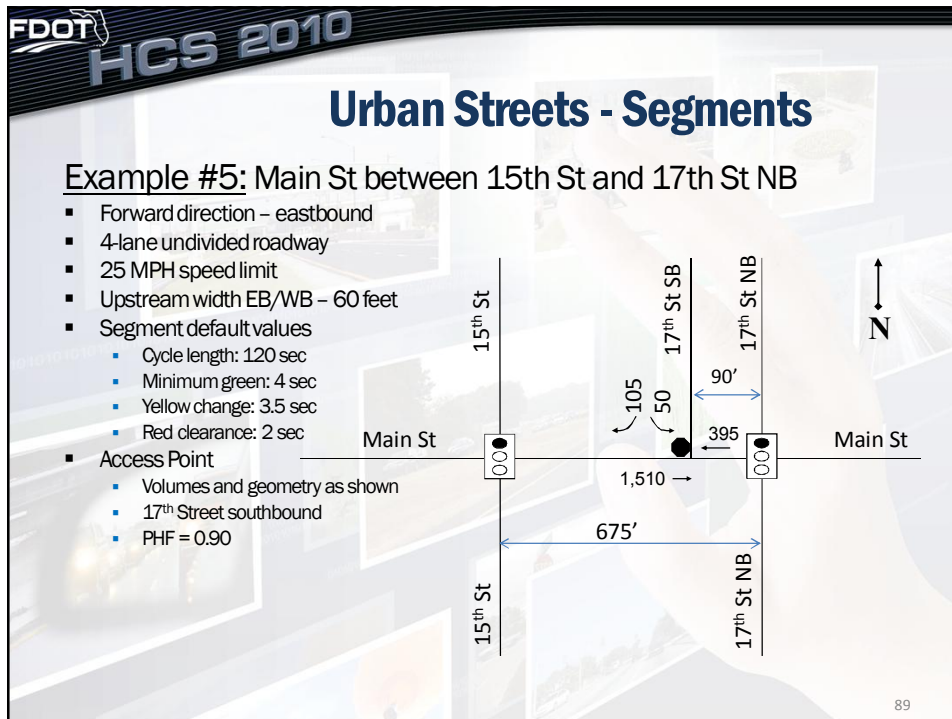 FDOT
HCS 2010
Urban Streets - Segments
Example #5: Main St between 15th St and 17th St NB
▪ Forward direction – eastbound
▪ 4-lane undivided roadway
▪ 25 MPH speed limit
▪ Upstream width EB/WB – 60 feet
▪ Segment default values
▪ Cycle length: 120 sec
▪ Minimum green: 4 sec
▪ Yellow change: 3.5 sec
▪ Red clearance: 2 sec
▪ Access Point
▪ Volumes and geometry as shown
▪ 17th Street southbound
▪ PHF = 0.90
15th St
17th St SB
17th St NB
N
90’
105
50
395
Main St
Main St
1,510
675’
15th St
17th St NB
89